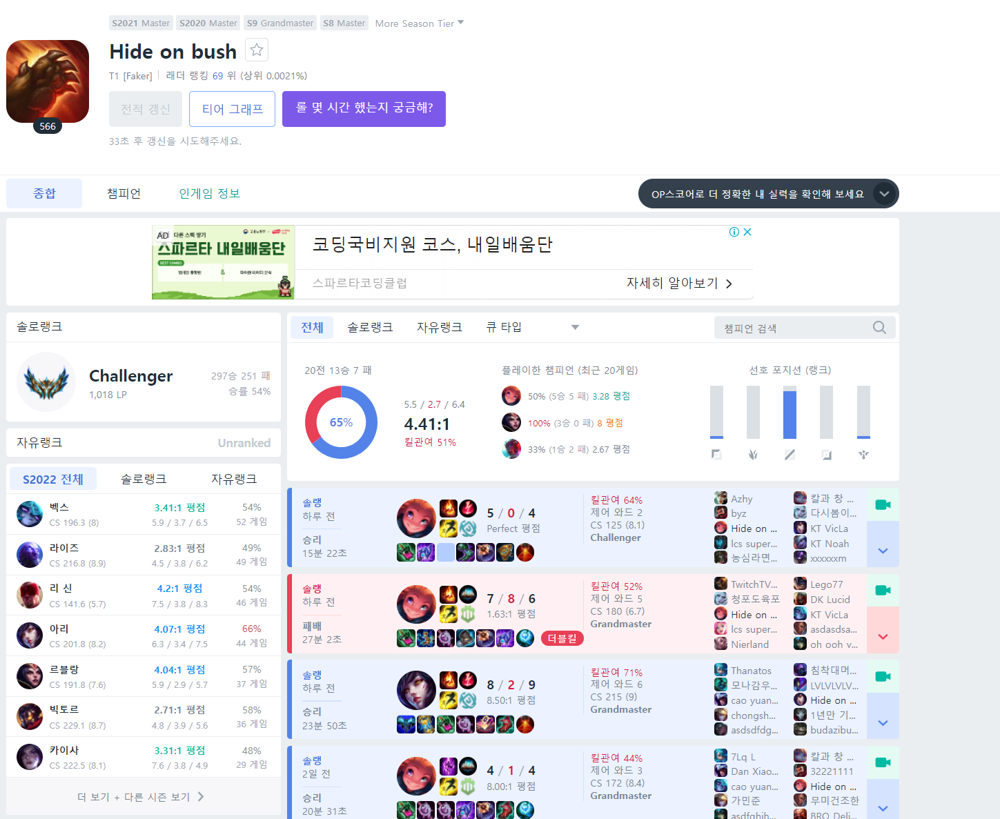 S2021 Master S2020 Master S9 Grandmaster S8 Master More Season Tier
Hide on bush
T1 [Faker] 래더 랭킹 69 위 (상위 0.0021%)
전적 갱신 티어 그래프 롤 몇 시간 했는지 궁금해?
566
33초 후 갱신을 시도해주세요.
종합 챔피언 인게임 정보
OP스코어로 더 정확한 내 실력을 확인해 보세요
AD 다른 스펙 쌓기
스파르타 내일배움단
BEST COMBO
코딩국비지원 코스, 내일배움단
스파르타코딩클럽 자세히 알아보기
솔로랭크
Challenger
1,018 LP
297승 251 패
승률 54%
자유랭크 Unranked
S2022 전체 솔로랭크 자유랭크
벡스 3.41:1 평점 54%
CS 196.3 (8) 5.9 / 3.7 / 6.5 52 게임
라이즈 2.83:1 평점 49%
CS 216.8 (8.9) 4.5 / 3.8 / 6.2 49 게임
리 신 4.2:1 평점 54%
CS 141.6 (5.7) 7.5 / 3.8 / 8.3 46 게임
아리 4.07:1 평점 66%
CS 201.8 (8.2) 6.3 / 3.4 / 7.5 44 게임
르블랑 4.04:1 평점 57%
CS 191.8 (7.6) 5.9 / 2.9 / 5.7 37 게임
빅토르 2.71:1 평점 58%
CS 229.1 (8.7) 4.8 / 3.9 / 5.6 36 게임
카이사 3.31:1 평점 48%
CS 222.5 (8.1) 7.6 / 3.8 / 4.9 29 게임
더 보기 + 다른 시즌 보기
전체 솔로랭크 자유랭크 큐 타입
챔피언 검색
20전 13승 7 패
65%
5.5 / 2.7 / 6.4
4.41:1
킬관여 51%
플레이한 챔피언 (최근 20게임)
50% (5승 5 패) 3.28 평점
100% (3승 0 패) 8 평점
33% (1승 2 패) 2.67 평점
선호 포지션 (랭크)
솔랭
하루 전
승리
15분 22초
5 / 0 / 4
Perfect 평점
킬관여 64%
제어 와드 2
CS 125 (8.1)
Challenger
Azhy
byz
Hide on ...
lcs super...
농심라면...
칼과 창 ...
다시봄이...
KT VicLa
KT Noah
xxxxxxm
솔랭
하루 전
패배
27분 2초
7 / 8 / 6
1.63:1 평점
더블킬
킬관여 52%
제어 와드 5
CS 180 (6.7)
Grandmaster
TwitchTV...
청포도육포
Hide on ...
lcs super...
Nierland
Lego77
DK Lucid
KT VicLa
asdasdsa...
oh ooh v...
솔랭
하루 전
승리
23분 50초
8 / 2 / 9
8.50:1 평점
킬관여 71%
제어 와드 6
CS 215 (9)
Grandmaster
Thanatos
모나감우...
cao yuan...
chongsh...
asdsdfdg...
침착대머...
LVLVLVLV...
Hide on ...
1년만 기...
budazibu...
솔랭
2일 전
승리
20분 31초
4 / 1 / 4
8.00:1 평점
킬관여 44%
제어 와드 3
CS 172 (8.4)
Grandmaster
7Lq L
Dan Xiao...
cao yuan...
가민준
asdfghjh...
칼과 창 ...
32221111
Hide on ...
무미건조한
BRO Deli...